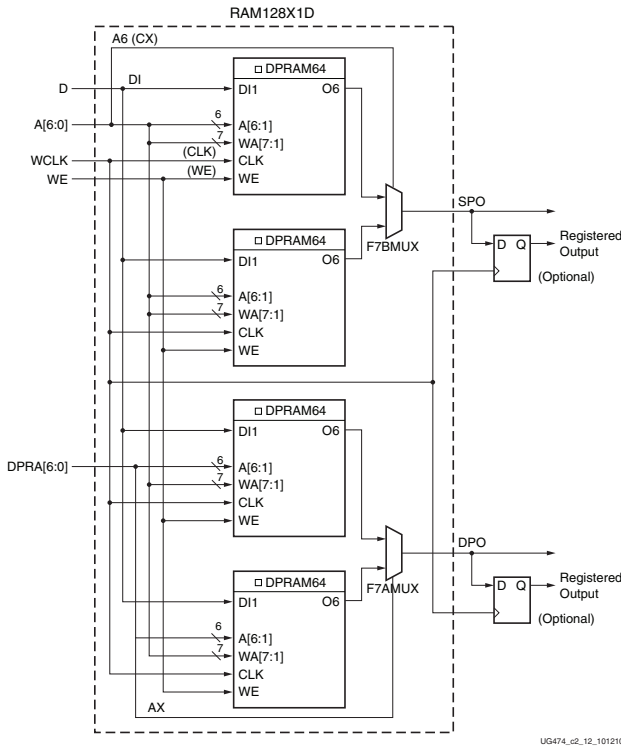 RAM128X1D
A6 (CX)
DPRAM64
D
DI
DI1
O6
A[6:0]
6
A[6:1]
7
WA[7:1]
WCLK
(CLK)
CLK
WE
(WE)
WE
SPO
F7BMUX
D Q
Registered
Output
(Optional)
DPRAM64
DI1
O6
6
A[6:1]
7
WA[7:1]
CLK
WE
DPRAM64
DI1
O6
DPRA[6:0]
6
A[6:1]
7
WA[7:1]
CLK
WE
DPO
F7AMUX
D Q
Registered
Output
(Optional)
DPRAM64
DI1
O6
6
A[6:1]
7
WA[7:1]
CLK
WE
AX
UG474_c2_12_101210